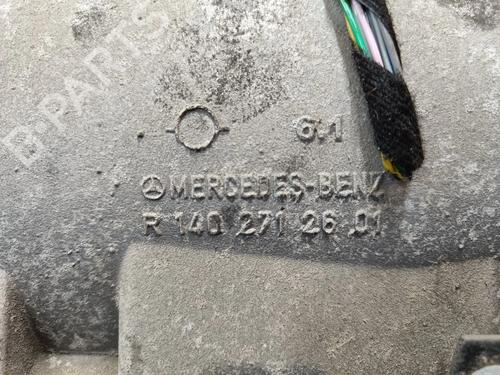 B-PARTS
6.1
MERCEDES-BENZ
R 140 271 26 01